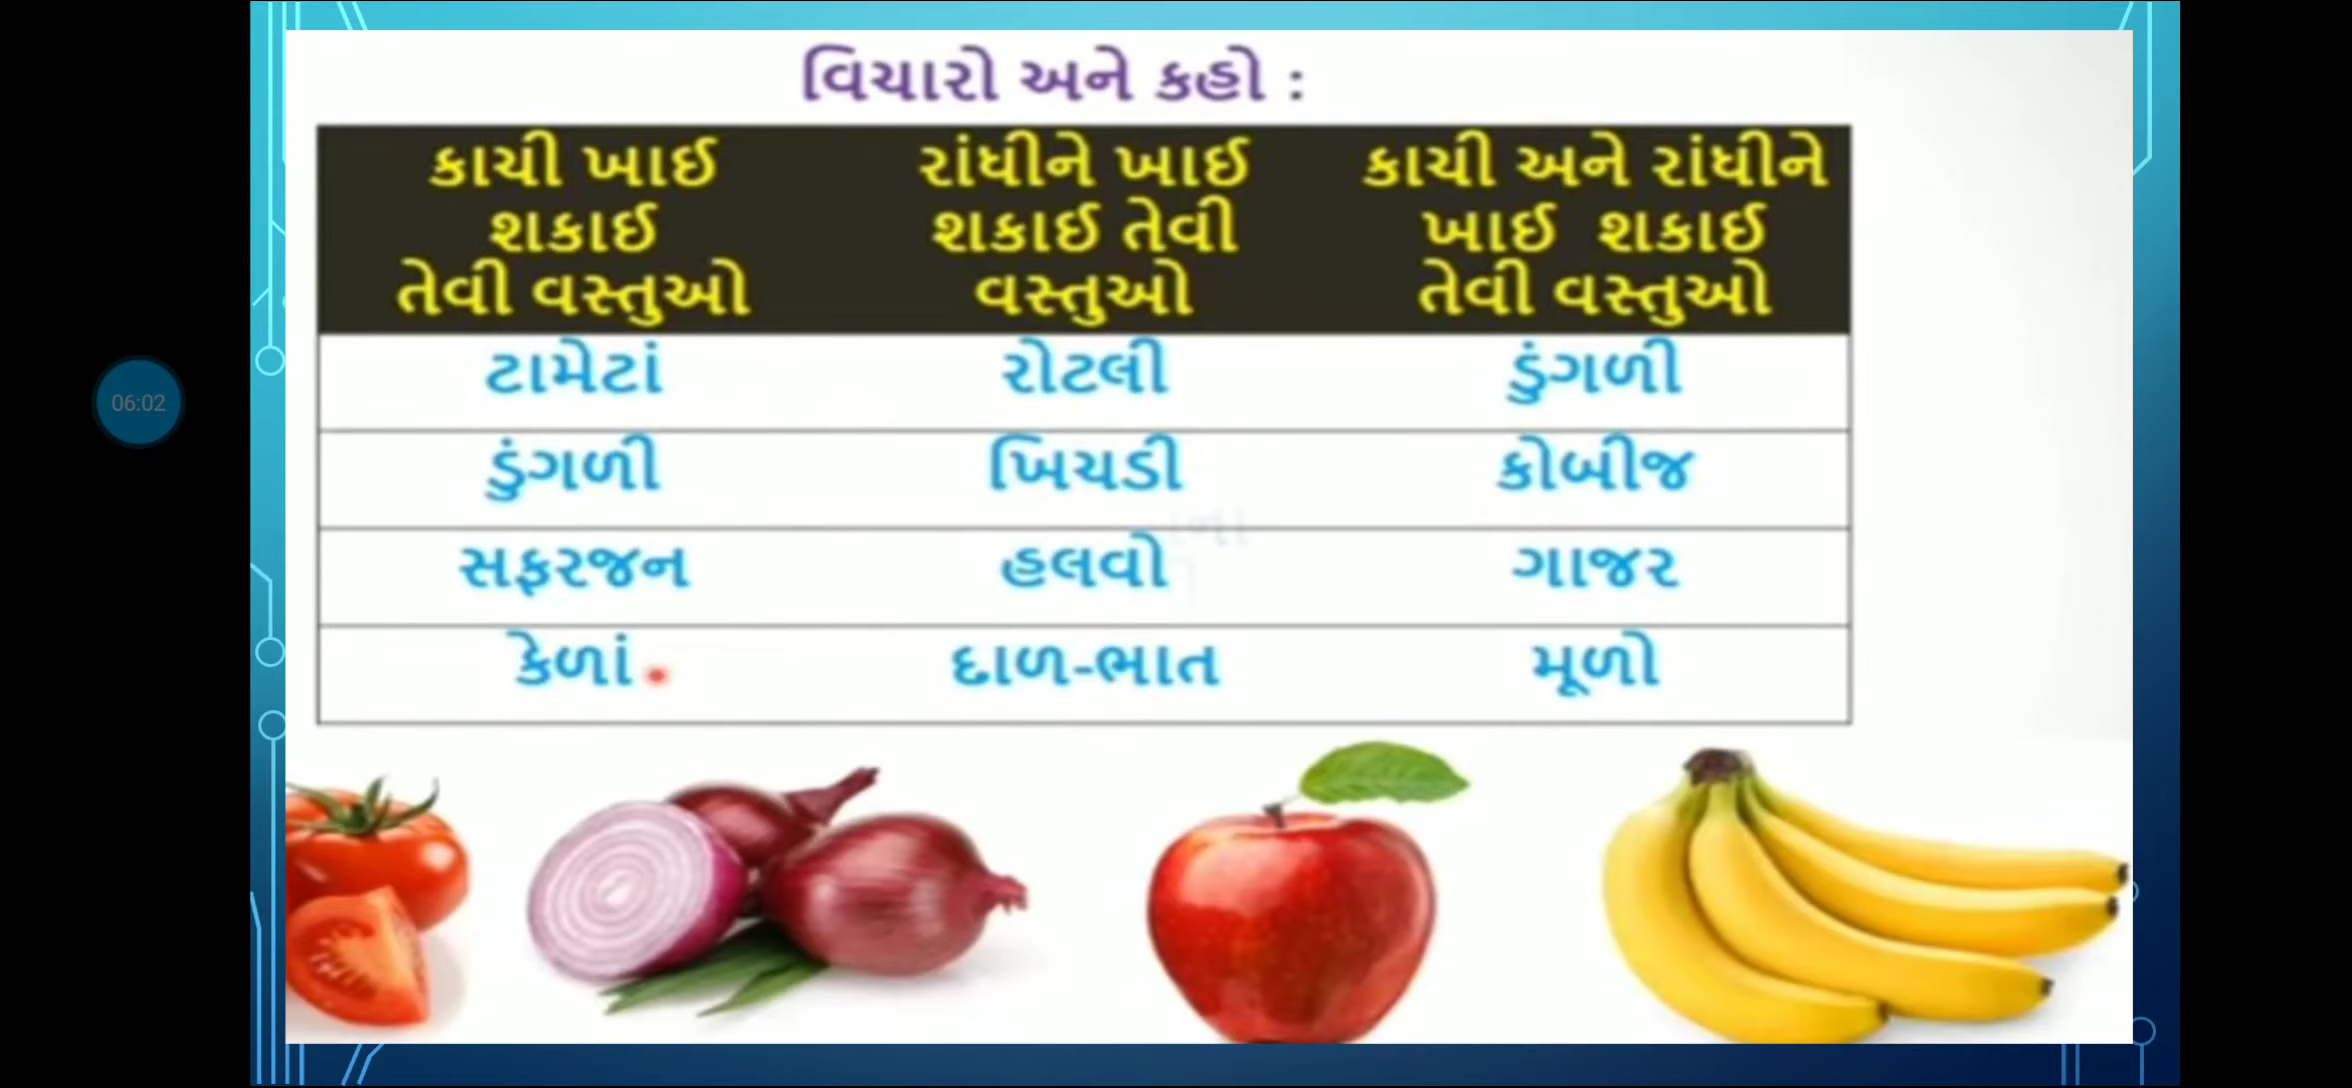 વિચારો અને કહો :
કાચી ખાઈ
શકાઈ
તેવી વસ્તુઓ
રાંધીને ખાઈ
શકાઈ તેવી
વસ્તુઓ
કાચી અને રાંધીને
ખાઈ શકાઈ
તેવી વસ્તુઓ
ટામેટાં રોટલી ડુંગળી
ડુંગળી ખિચડી કોબીજ
સફરજન હલવો ગાજર
કેળાં દાળ-ભાત મૂળો
06:02